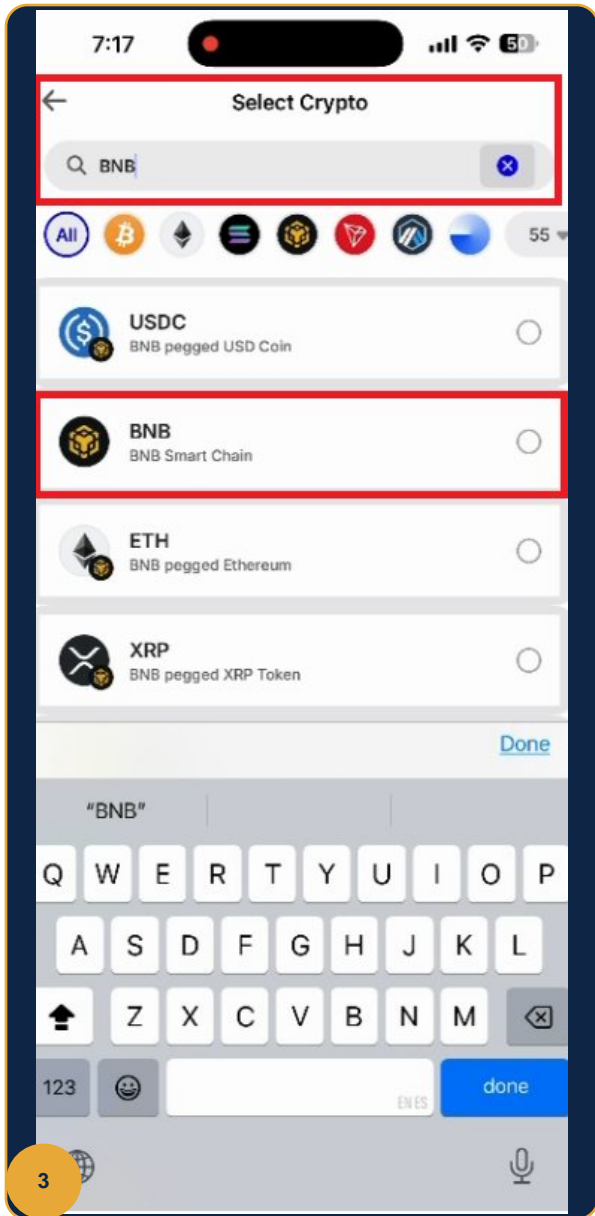 7:17
50
Select Crypto
BNB
All
55
USDC
BNB pegged USD Coin
BNB
BNB Smart Chain
ETH
BNB pegged Ethereum
XRP
BNB pegged XRP Token
Done
"BNB"
Q W E R T Y U I O P
A S D F G H J K L
Z X C V B N M
123
EN ES
done
3